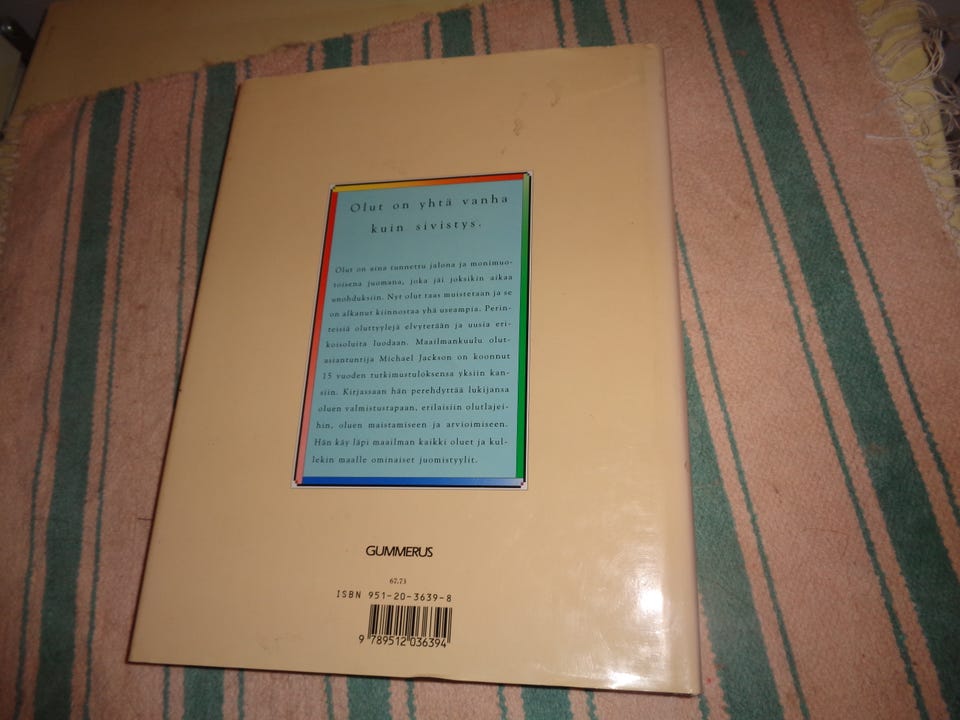 Olut on yhtä vanha
kuin sivistys.
Olut on aina tunnettu jalona ja monimuo-
toisena juomana, joka jäi joksikin aikaa
unohduksiin. Nyt olut taas muistetaan ja se
on alkanut kiinnostaa yhä useampia. Perin-
teisiä oluttyylejä elvytetään ja uusia eri-
koisoluita luodaan. Maailmankuulu olut-
asiantuntija Michael Jackson on koonnut
15 vuoden tutkimustuloksensa yksiin kan-
siin. Kirjassaan hän perehdyttää lukijansa
oluen valmistustapaan, erilaisiin olutlajei-
hin, oluen maistamiseen ja arvioimiseen.
Hän käy läpi maailman kaikki oluet ja kul-
lekin maalle ominaiset juomistyylit.
GUMMERUS
67.73
ISBN 951-20-3639-8
9 789512 036394